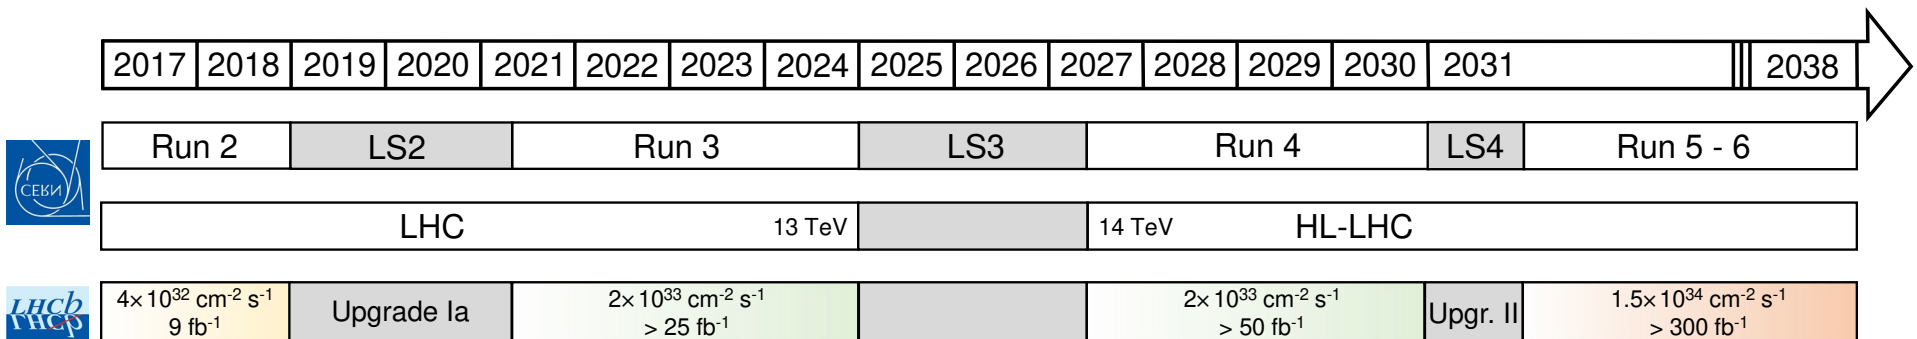 2017 2018 2019 2020 2021 2022 2023 2024 2025 2026 2027 2028 2029 2030 2031 2038
Run 2 LS2 Run 3 LS3 Run 4 LS4 Run 5 - 6
CERN
LHC 13 TeV 14 TeV HL-LHC
LHCb
THCp
4×10³² cm⁻² s⁻¹
9 fb⁻¹
Upgrade Ia
2×10³³ cm⁻² s⁻¹
> 25 fb⁻¹
2×10³³ cm⁻² s⁻¹
> 50 fb⁻¹
Upgr. II
1.5×10³⁴ cm⁻² s⁻¹
> 300 fb⁻¹